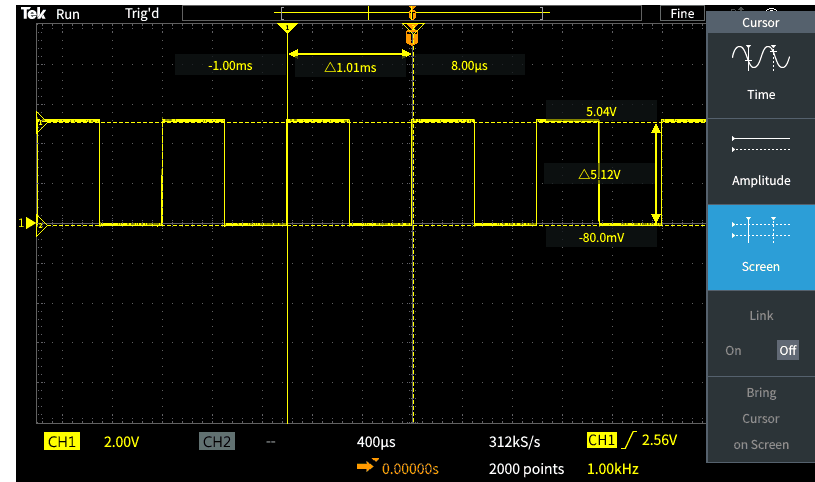 Tek Run Trig'd Fine
Cursor
-1.00ms △1.01ms 8.00µs
Time
5.04V
△5.12V
Amplitude
-80.0mV
Screen
Link
On Off
Bring
Cursor
on Screen
CH1 2.00V CH2 -- 400µs 312kS/s CH1 2.56V
0.00000s 2000 points 1.00kHz